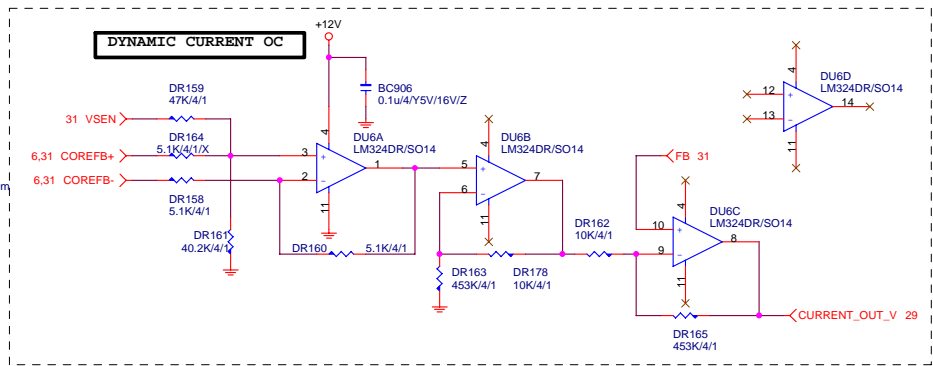 DYNAMIC CURRENT OC
+12V
BC906
0.1u/4/Y5V/16V/Z
DR159
47K/4/1
31 VSEN
DR164
5.1K/4/1/X
6,31 COREFB+
6,31 COREFB-
DR158
5.1K/4/1
DR161
40.2K/4/1
DR160
5.1K/4/1
DU6A
LM324DR/SO14
3
2
1
4
11
+
-
DU6B
LM324DR/SO14
5
6
7
4
11
+
-
DR163
453K/4/1
DR178
10K/4/1
DR162
10K/4/1
FB 31
DU6C
LM324DR/SO14
10
9
8
4
11
+
-
DR165
453K/4/1
CURRENT_OUT_V 29
DU6D
LM324DR/SO14
12
13
14
4
11
+
-
m